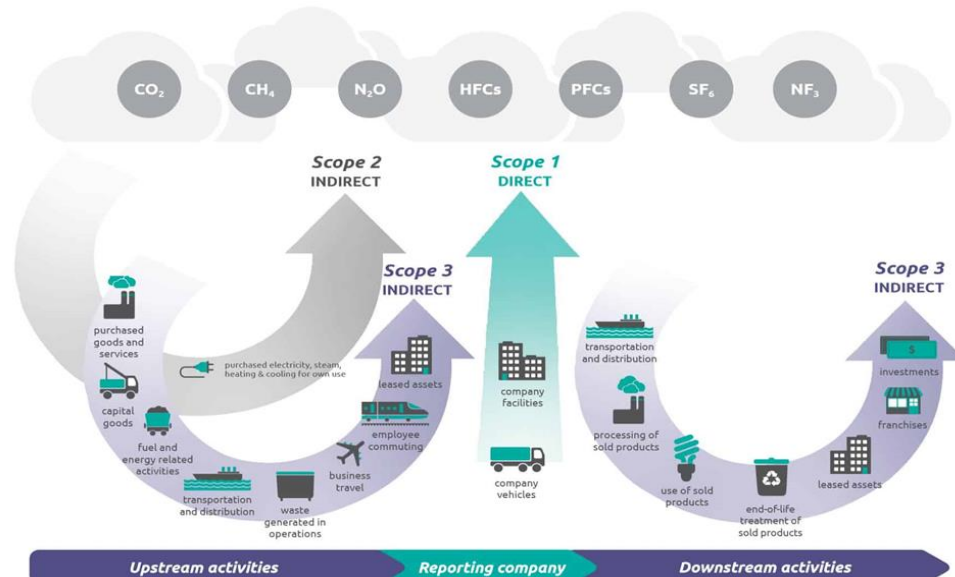 CO₂
CH₄
N₂O
HFCs
PFCs
SF₆
NF₃
Scope 2
INDIRECT
Scope 1
DIRECT
Scope 3
INDIRECT
Scope 3
INDIRECT
purchased
goods and
services
capital
goods
fuel and
energy related
activities
transportation
and distribution
waste
generated in
operations
business
travel
employee
commuting
leased assets
purchased electricity, steam,
heating & cooling for own use
company
facilities
company
vehicles
transportation
and distribution
processing of
sold products
use of sold
products
end-of-life
treatment of
sold products
leased assets
franchises
investments
$
Upstream activities
Reporting company
Downstream activities